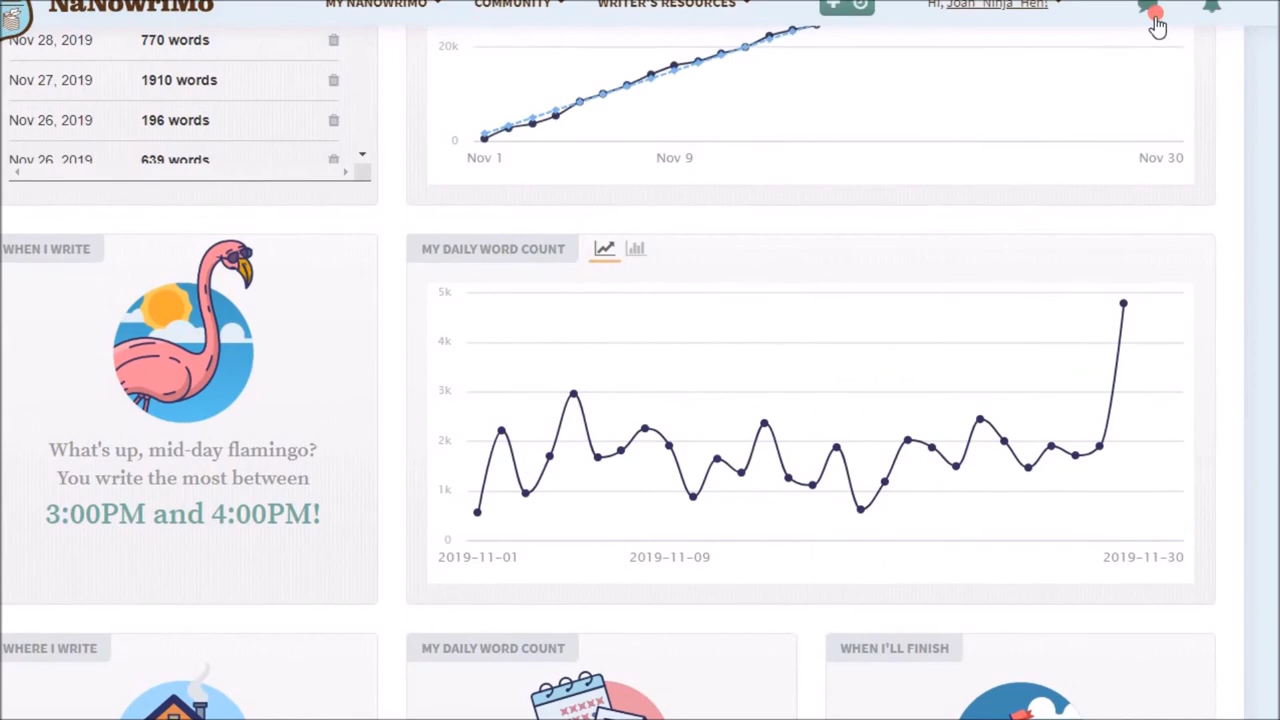 NaNoWriMo
MY NANOWRIMO
COMMUNITY
WRITER'S RESOURCES
Hi, Joan_Ninja_Hen!
Nov 28, 2019 770 words
Nov 27, 2019 1910 words
Nov 26, 2019 196 words
Nov 26, 2019 639 words
20k
0
Nov 1 Nov 9 Nov 30
WHEN I WRITE
What's up, mid-day flamingo?
You write the most between
3:00PM and 4:00PM!
MY DAILY WORD COUNT
5k
4k
3k
2k
1k
0
2019-11-01 2019-11-09 2019-11-30
WHERE I WRITE
MY DAILY WORD COUNT
WHEN I'LL FINISH